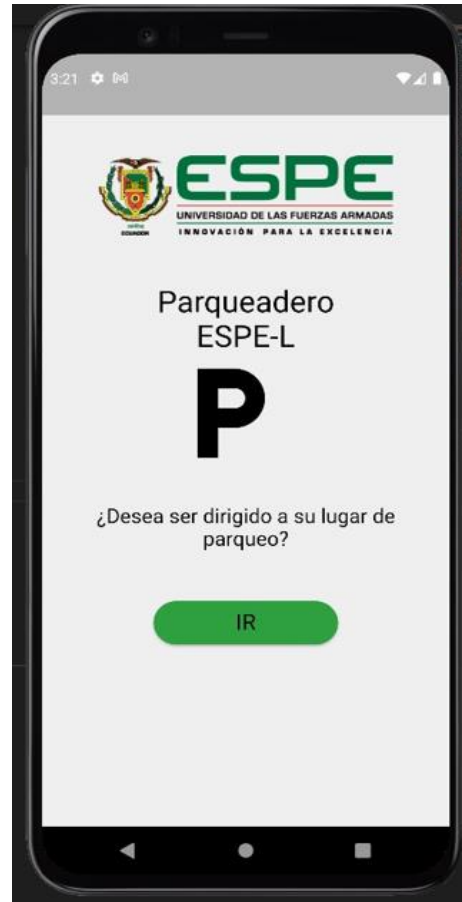 3:21
ESPE
UNIVERSIDAD DE LAS FUERZAS ARMADAS
INNOVACIÓN PARA LA EXCELENCIA
ECUADOR
Parqueadero
ESPE-L
P
¿Desea ser dirigido a su lugar de
parqueo?
IR